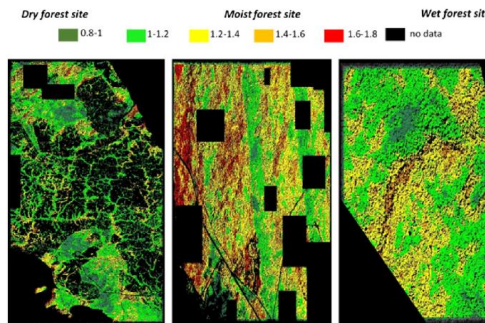 Dry forest site Moist forest site Wet forest site
0.8-1 1-1.2 1.2-1.4 1.4-1.6 1.6-1.8 no data